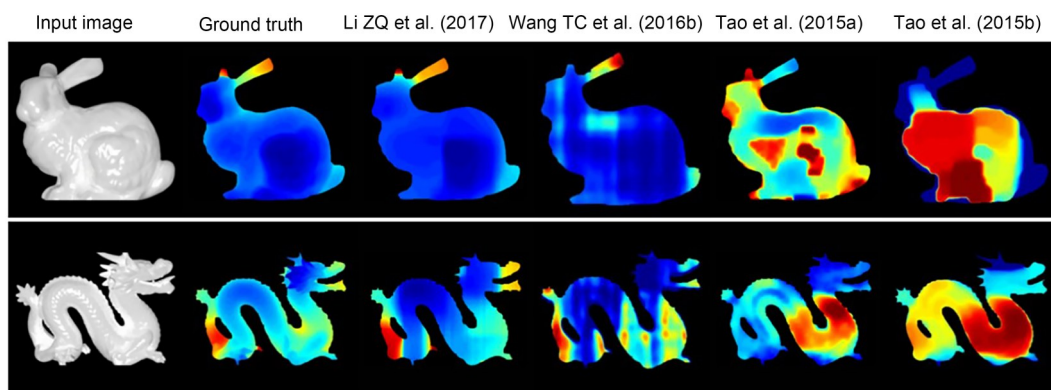 Input image Ground truth Li ZQ et al. (2017) Wang TC et al. (2016b) Tao et al. (2015a) Tao et al. (2015b)